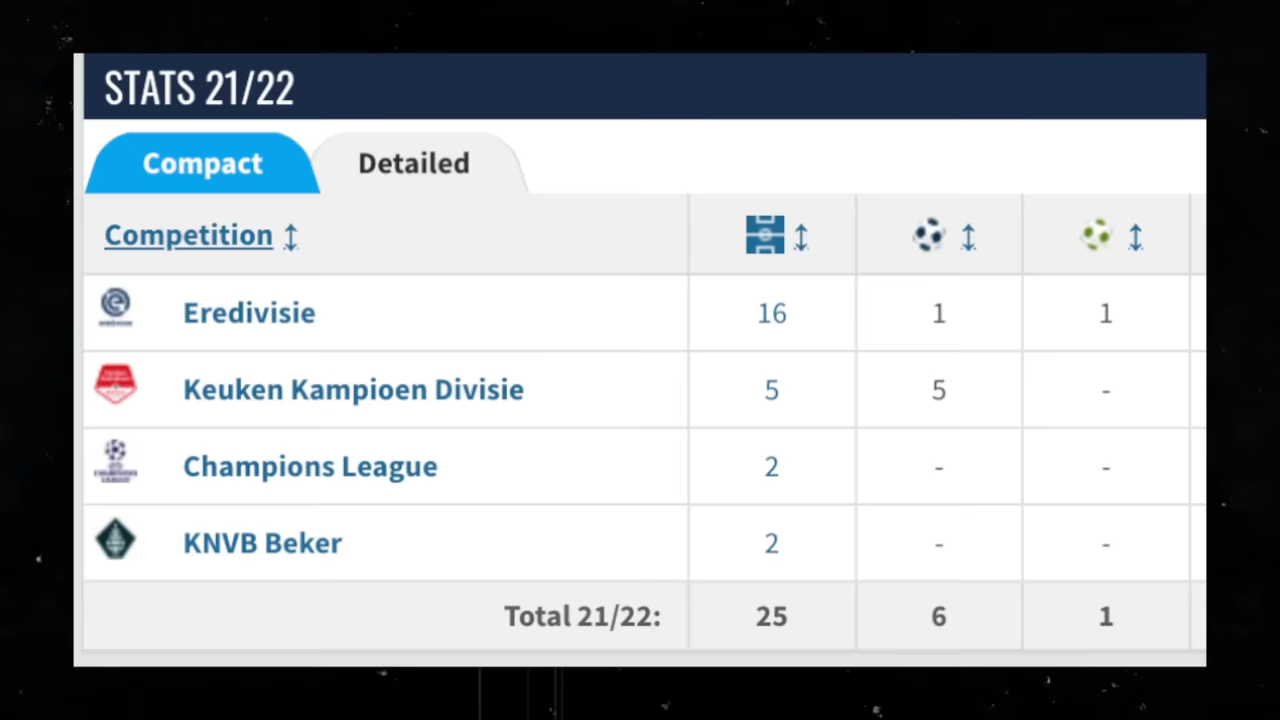 STATS 21/22
Compact Detailed
Competition
Eredivisie 16 1 1
Keuken Kampioen Divisie 5 5 -
Champions League 2 - -
KNVB Beker 2 - -
Total 21/22: 25 6 1